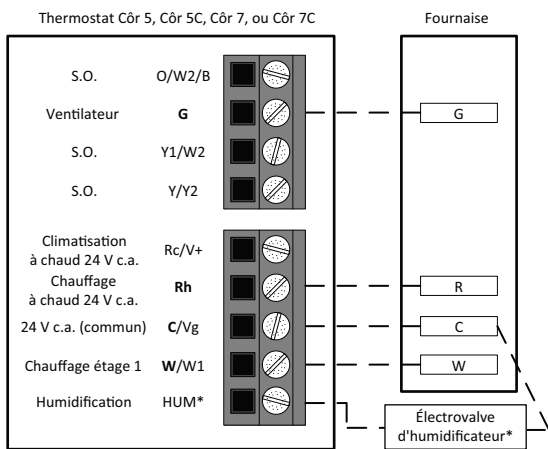 Thermostat Côr 5, Côr 5C, Côr 7, ou Côr 7C
Fournaise
S.O. O/W2/B
Ventilateur G G
S.O. Y1/W2
S.O. Y/Y2
Climatisation
à chaud 24 V c.a. Rc/V+
Chauffage
à chaud 24 V c.a. Rh R
24 V c.a. (commun) C/Vg C
Chauffage étage 1 W/W1 W
Humidification HUM*
Électrovalve
d'humidificateur*